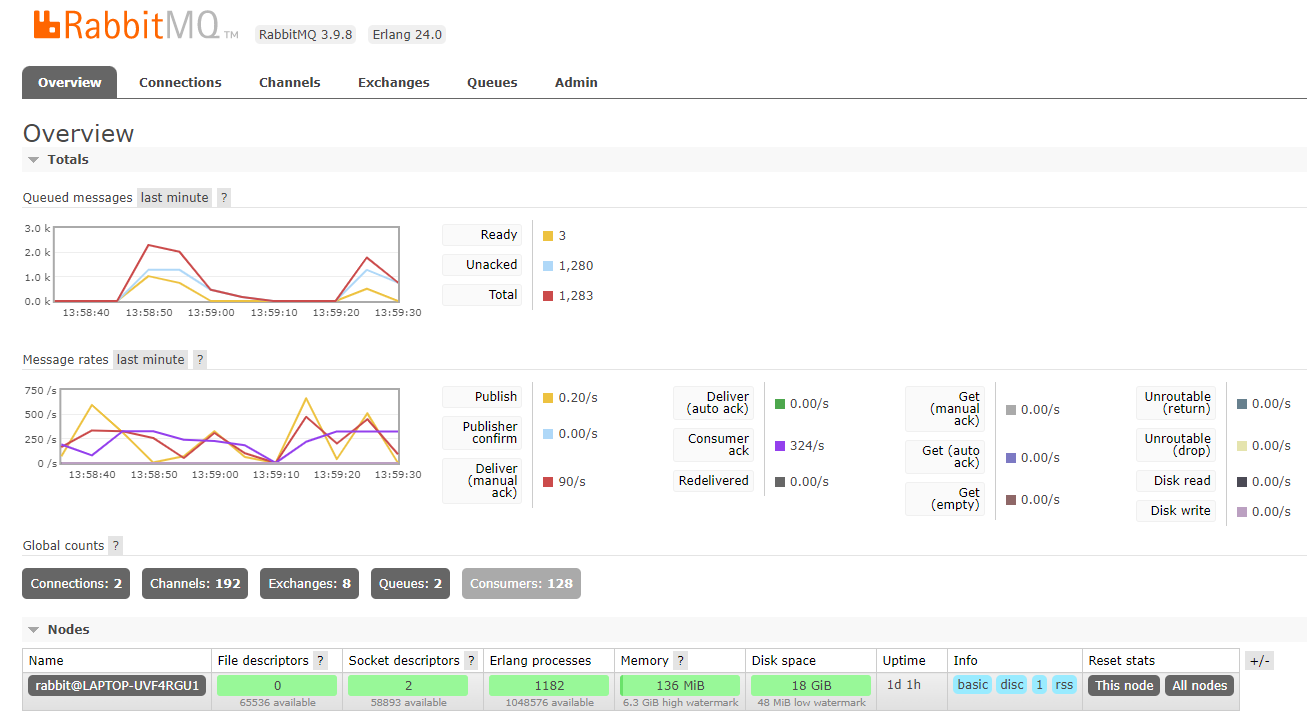 RabbitMQ TM RabbitMQ 3.9.8 Erlang 24.0
Overview Connections Channels Exchanges Queues Admin
Overview
Totals
Queued messages last minute ?
3.0 k
2.0 k
1.0 k
0.0 k
13:58:40 13:58:50 13:59:00 13:59:10 13:59:20 13:59:30
Ready 3
Unacked 1,280
Total 1,283
Message rates last minute ?
750 /s
500 /s
250 /s
0 /s
13:58:40 13:58:50 13:59:00 13:59:10 13:59:20 13:59:30
Publish 0.20/s
Publisher
confirm 0.00/s
Deliver
(manual
ack) 90/s
Deliver
(auto ack) 0.00/s
Consumer
ack 324/s
Redelivered 0.00/s
Get
(manual
ack) 0.00/s
Get (auto
ack) 0.00/s
Get
(empty) 0.00/s
Unroutable
(return) 0.00/s
Unroutable
(drop) 0.00/s
Disk read 0.00/s
Disk write 0.00/s
Global counts ?
Connections: 2 Channels: 192 Exchanges: 8 Queues: 2 Consumers: 128
Nodes
Name File descriptors ? Socket descriptors ? Erlang processes Memory ? Disk space Uptime Info Reset stats +/-
rabbit@LAPTOP-UVF4RGU1 0 2 1182 136 MiB 18 GiB 1d 1h basic disc 1 rss This node All nodes
65536 available 58893 available 1048576 available 6.3 GiB high watermark 48 MiB low watermark